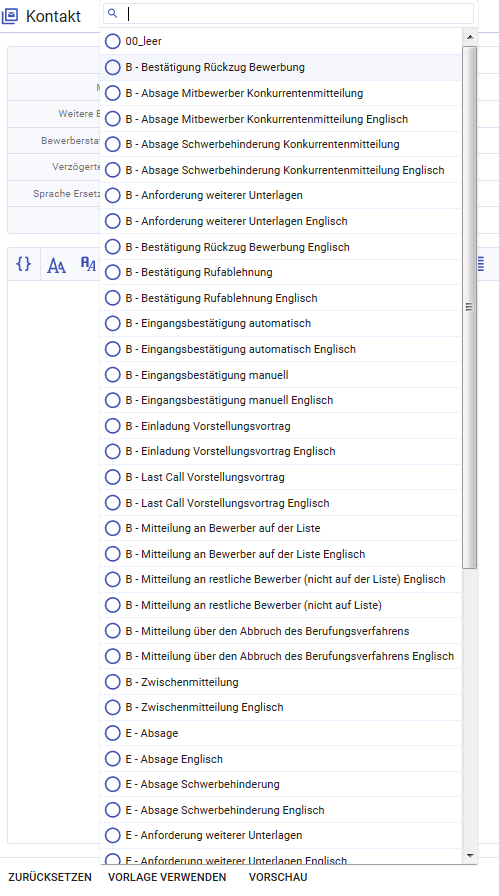 Kontakt
00_leer
B - Bestätigung Rückzug Bewerbung
M
B - Absage Mitbewerber Konkurrentenmitteilung
Weitere E
B - Absage Mitbewerber Konkurrentenmitteilung Englisch
Bewerbersta
B - Absage Schwerbehinderung Konkurrentenmitteilung
Verzögerte
B - Absage Schwerbehinderung Konkurrentenmitteilung Englisch
Sprache Ersetz
B - Anforderung weiterer Unterlagen
B - Anforderung weiterer Unterlagen Englisch
B - Bestätigung Rückzug Bewerbung Englisch
{} AA AA
B - Bestätigung Rufablehnung
B - Bestätigung Rufablehnung Englisch
B - Eingangsbestätigung automatisch
B - Eingangsbestätigung automatisch Englisch
B - Eingangsbestätigung manuell
B - Eingangsbestätigung manuell Englisch
B - Einladung Vorstellungsvortrag
B - Einladung Vorstellungsvortrag Englisch
B - Last Call Vorstellungsvortrag
B - Last Call Vorstellungsvortrag Englisch
B - Mitteilung an Bewerber auf der Liste
B - Mitteilung an Bewerber auf der Liste Englisch
B - Mitteilung an restliche Bewerber (nicht auf der Liste) Englisch
B - Mitteilung an restliche Bewerber (nicht auf Liste)
B - Mitteilung über den Abbruch des Berufungsverfahrens
B - Mitteilung über den Abbruch des Berufungsverfahrens Englisch
B - Zwischenmitteilung
B - Zwischenmitteilung Englisch
E - Absage
E - Absage Englisch
E - Absage Schwerbehinderung
E - Absage Schwerbehinderung Englisch
E - Anforderung weiterer Unterlagen
E - Anforderung weiterer Unterlagen Englisch
ZURÜCKSETZEN VORLAGE VERWENDEN VORSCHAU